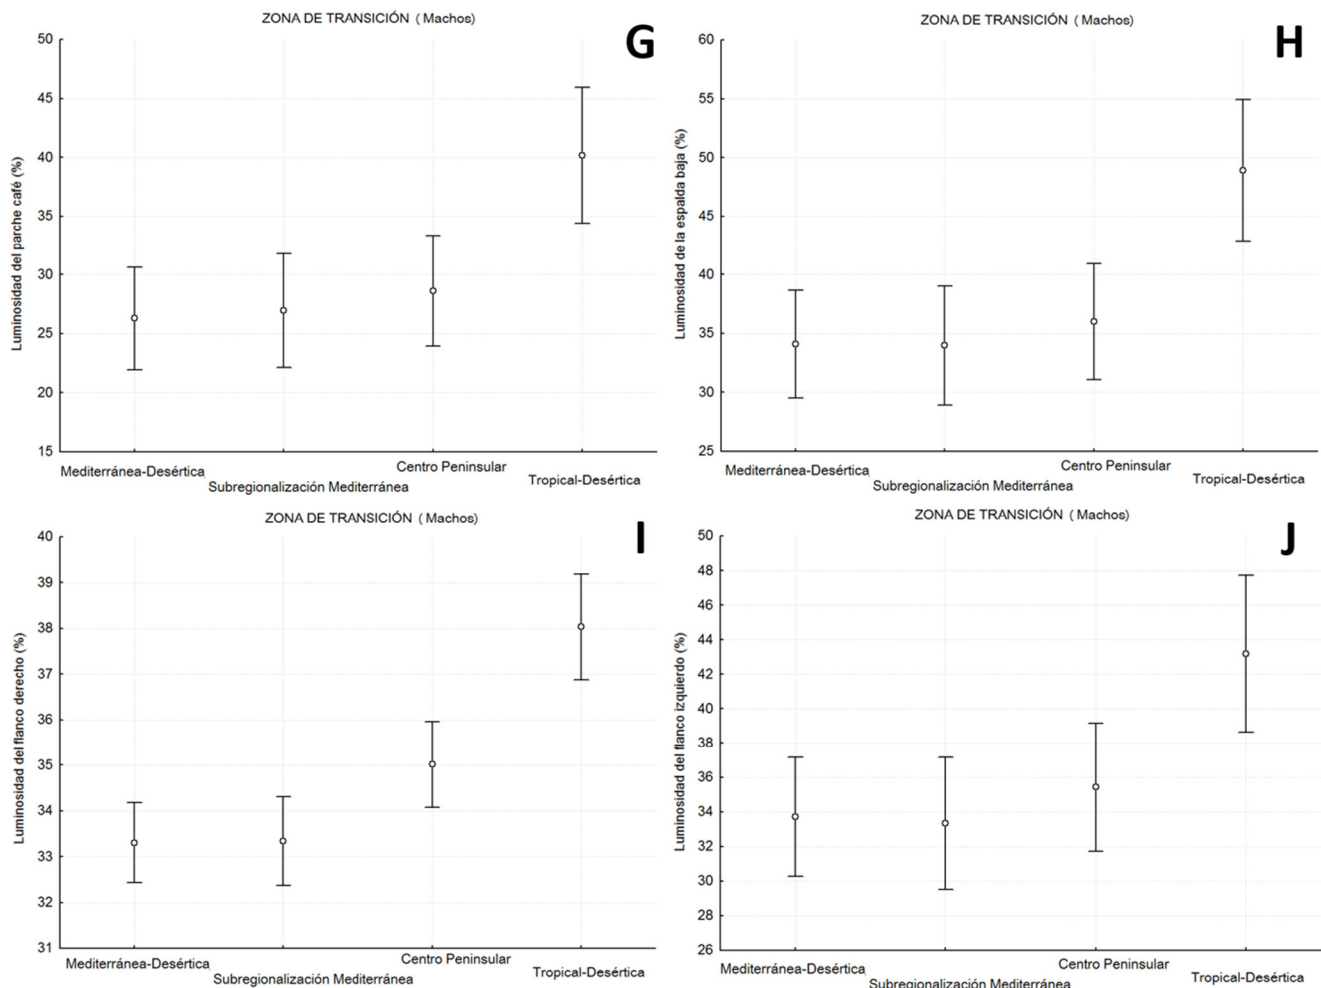 ZONA DE TRANSICIÓN ( Machos)
G
Luminosidad del parche café (%)
50
45
40
35
30
25
20
15
Mediterránea-Desértica
Subregionalización Mediterránea
Centro Peninsular
Tropical-Desértica
ZONA DE TRANSICIÓN ( Machos)
H
Luminosidad de la espalda baja (%)
60
55
50
45
40
35
30
25
Mediterránea-Desértica
Subregionalización Mediterránea
Centro Peninsular
Tropical-Desértica
ZONA DE TRANSICIÓN ( Machos)
I
Luminosidad del flanco derecho (%)
40
39
38
37
36
35
34
33
32
31
Mediterránea-Desértica
Subregionalización Mediterránea
Centro Peninsular
Tropical-Desértica
ZONA DE TRANSICIÓN ( Machos)
J
Luminosidad del flanco izquierdo (%)
50
48
46
44
42
40
38
36
34
32
30
28
26
Mediterránea-Desértica
Subregionalización Mediterránea
Centro Peninsular
Tropical-Desértica